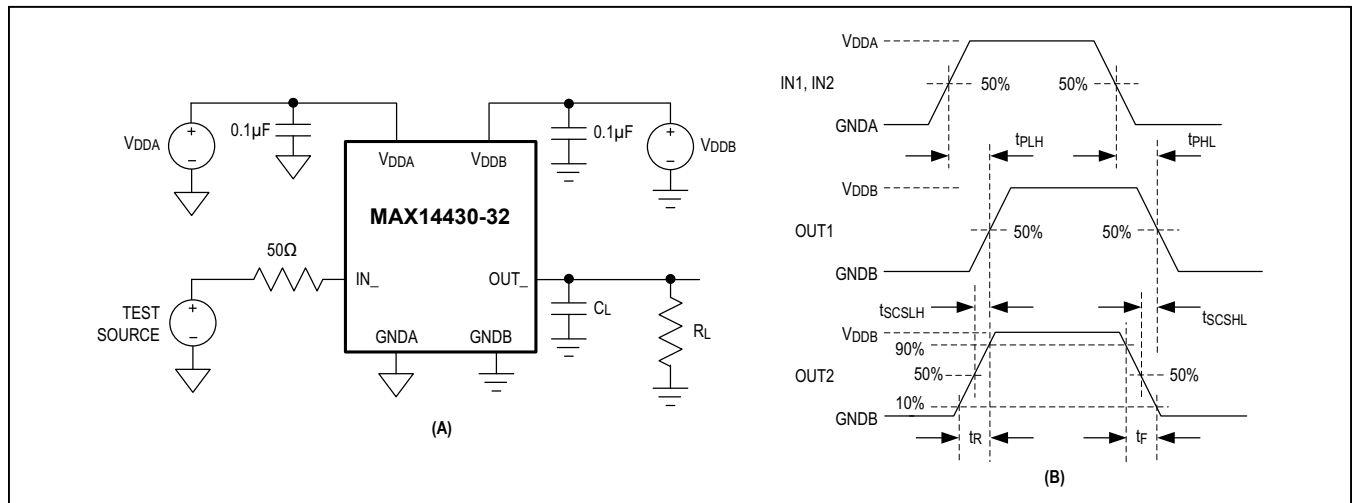 VDDA
0.1µF
0.1µF
VDDB
VDDA
VDDB
MAX14430-32
50Ω
IN_
OUT_
TEST
SOURCE
CL
RL
GNDA
GNDB
(A)
VDDA
IN1, IN2
50%
50%
GNDA
tPLH
tPHL
VDDB
OUT1
50%
50%
GNDB
tSCSLH
tSCSHL
VDDB
90%
OUT2
50%
50%
10%
GNDB
tR
tF
(B)